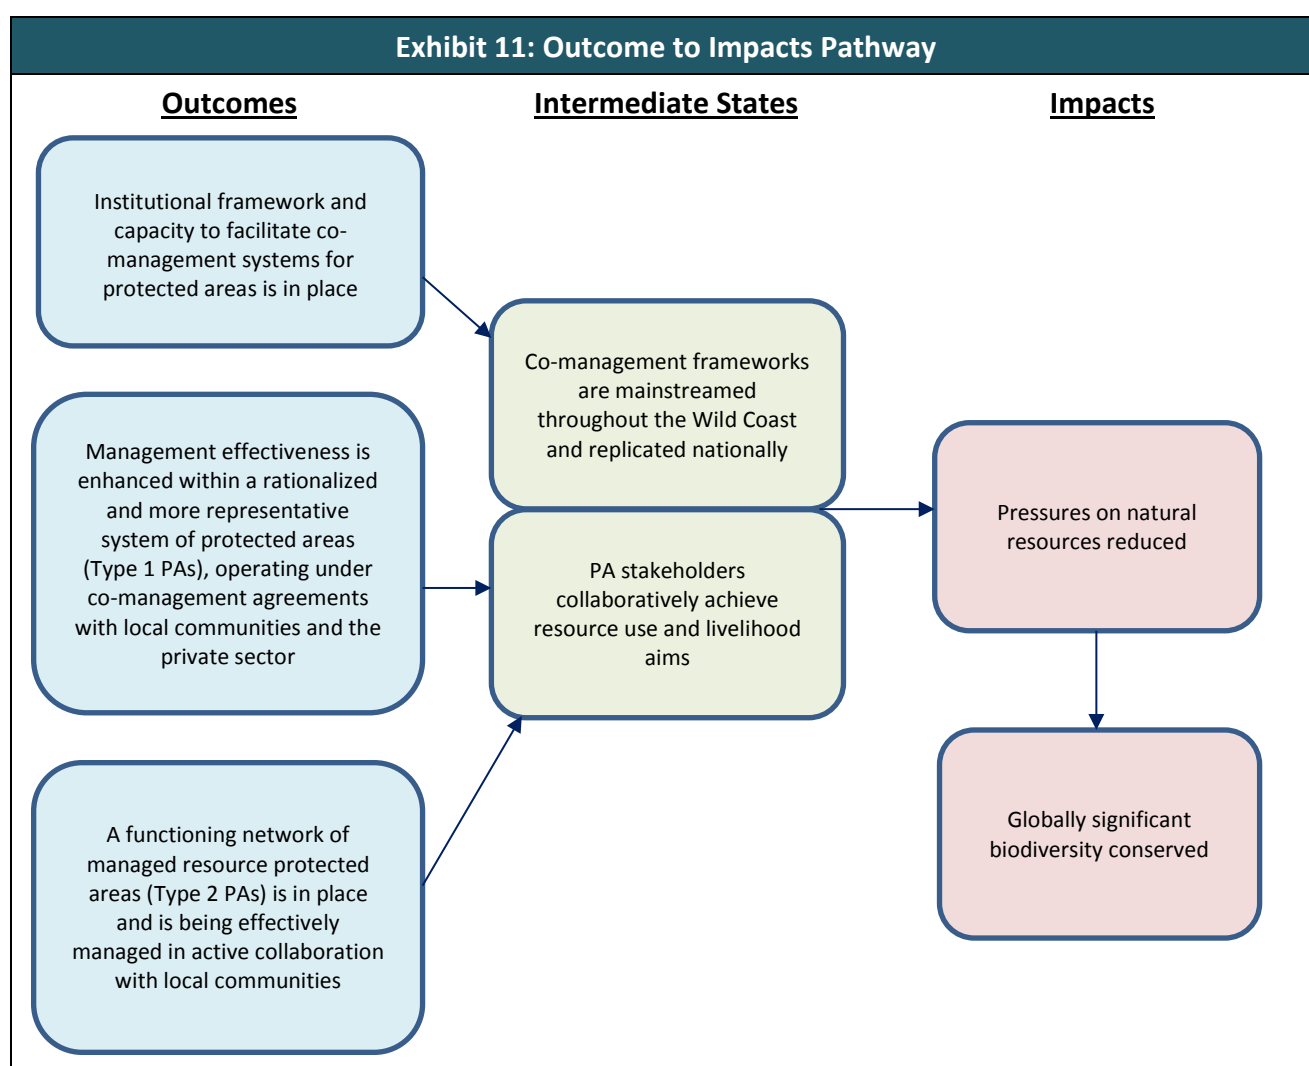 Exhibit 11: Outcome to Impacts Pathway
Outcomes
Intermediate States
Impacts
Institutional framework and
capacity to facilitate co-
management systems for
protected areas is in place
Management effectiveness is
enhanced within a rationalized
and more representative
system of protected areas
(Type 1 PAs), operating under
co-management agreements
with local communities and the
private sector
A functioning network of
managed resource protected
areas (Type 2 PAs) is in place
and is being effectively
managed in active collaboration
with local communities
Co-management frameworks
are mainstreamed
throughout the Wild Coast
and replicated nationally
PA stakeholders
collaboratively achieve
resource use and livelihood
aims
Pressures on natural
resources reduced
Globally significant
biodiversity conserved